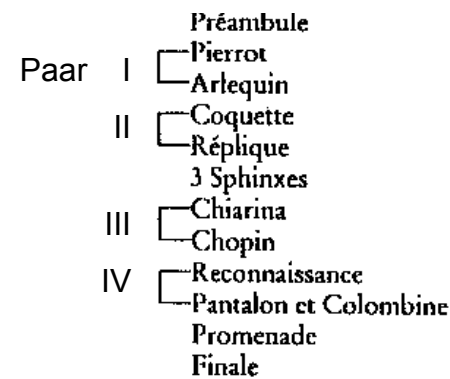 Préambule
Paar I Pierrot
Arlequin
II Coquette
Réplique
3 Sphinxes
III Chiarina
Chopin
IV Reconnaissance
Pantalon et Colombine
Promenade
Finale